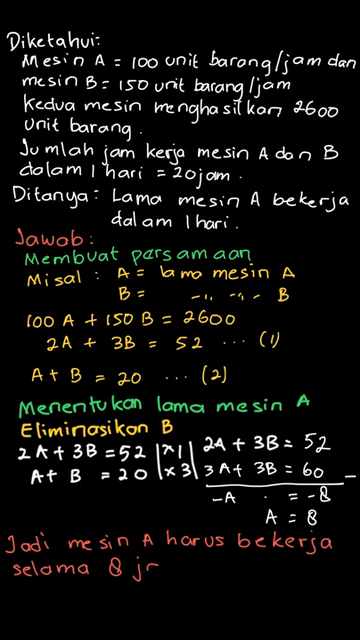 Diketahui:
Mesin A = 100 unit barang/jam dan
mesin B = 150 unit barang/jam
Kedua mesin menghasilkan 2600
unit barang.
Jumlah jam kerja mesin A dan B
dalam 1 hari = 20 jam.
Ditanya: Lama mesin A bekerja
dalam 1 hari.
Jawab:
Membuat persamaan
Misal : A = lama mesin A
B = -"- -"- B
100 A + 150 B = 2600
2A + 3B = 52 ... (1)
A + B = 20 ... (2)
Menentukan lama mesin A
Eliminasikan B
2A + 3B = 52 | x1 | 2A + 3B = 52
A + B = 20 | x3 | 3A + 3B = 60 -
-A = -8
A = 8
Jadi mesin A harus bekerja
selama 8 jr